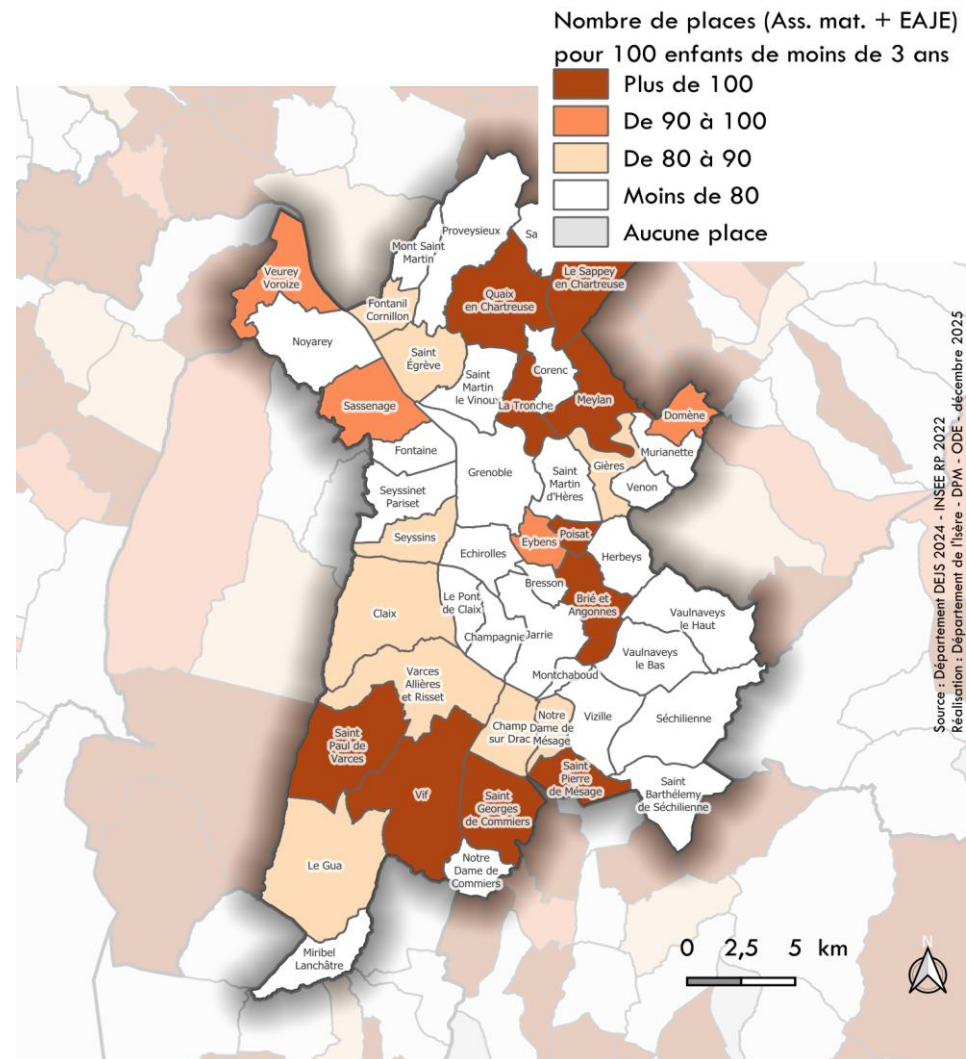 Nombre de places (Ass. mat. + EAJE)
pour 100 enfants de moins de 3 ans
Plus de 100
De 90 à 100
De 80 à 90
Moins de 80
Aucune place
Proveysieux
Sa
Mont Saint
Martin
Le Sappey
en Chartreuse
Veurey
Voroize
Quaix
en Chartreuse
Fontanil
Cornillon
Noyarey
Saint
Égrève
Corenc
Saint
Martin
le Vinoux
La Tronche
Meylan
Sassenage
Domène
Fontaine
Murianette
Grenoble
Gières
Saint
Martin
d'Hères
Venon
Seyssinet
Pariset
Seyssins
Poisat
Eybens
Echirolles
Herbeys
Bresson
Le Pont
de Claix
Brié et
Angonnes
Claix
Vaulnaveys
le Haut
Champagnie
Jarrie
Vaulnaveys
le Bas
Montchaboud
Varces
Allières
et Risset
Notre
Dame de
Mésage
Champ
sur Drac
Vizille
Séchilienne
Saint
Paul de
Varces
Saint
Pierre
de Mésage
Saint
Barthélemy
de Séchilienne
Vif
Saint
Georges
de Commiers
Le Gua
Notre
Dame de
Commiers
Miribel
Lanchâtre
0 2,5 5 km
N
Source : Département DEJS 2024 - INSEE RP 2022
Réalisation : Département de l'Isère - DPM - ODE - décembre 2025